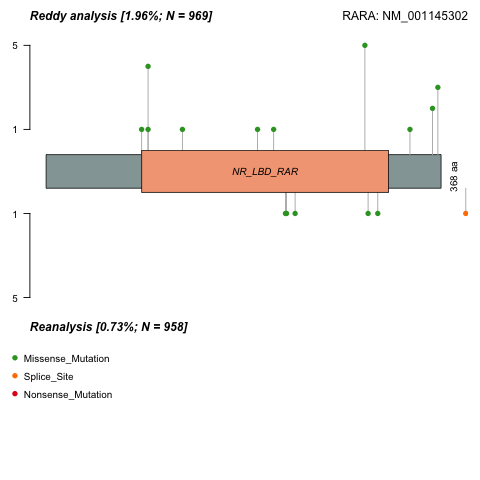 Reddy analysis [1.96%; N = 969]
RARA: NM_001145302
5
1
NR_LBD_RAR
368 aa
1
5
Reanalysis [0.73%; N = 958]
Missense_Mutation
Splice_Site
Nonsense_Mutation